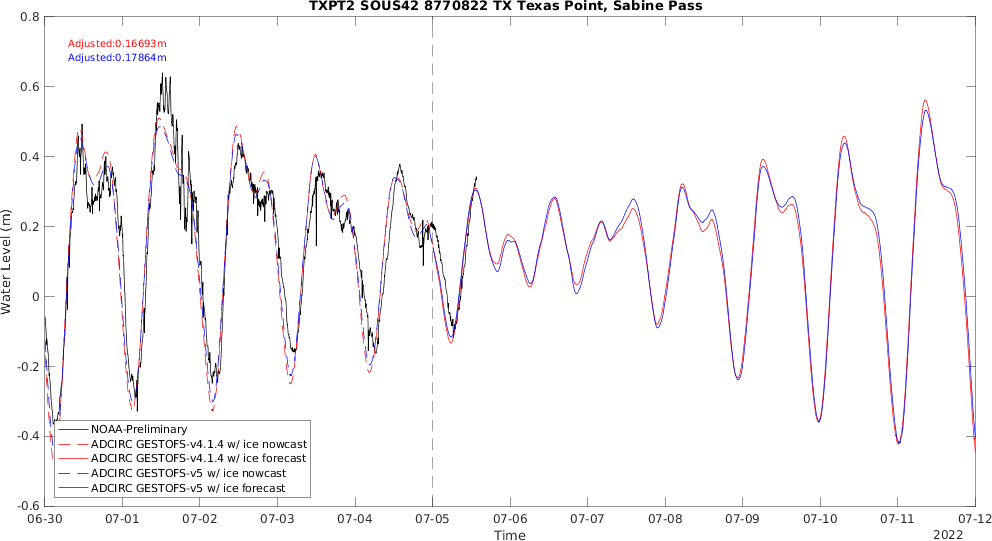 TXPT2 SOUS42 8770822 TX Texas Point, Sabine Pass
Adjusted:0.16693m
Adjusted:0.17864m
0.8
0.6
0.4
0.2
0
-0.2
-0.4
-0.6
Water Level (m)
NOAA-Preliminary
ADCIRC GESTOFS-v4.1.4 w/ ice nowcast
ADCIRC GESTOFS-v4.1.4 w/ ice forecast
ADCIRC GESTOFS-v5 w/ ice nowcast
ADCIRC GESTOFS-v5 w/ ice forecast
06-30 07-01 07-02 07-03 07-04 07-05 07-06 07-07 07-08 07-09 07-10 07-11 07-12
Time
2022